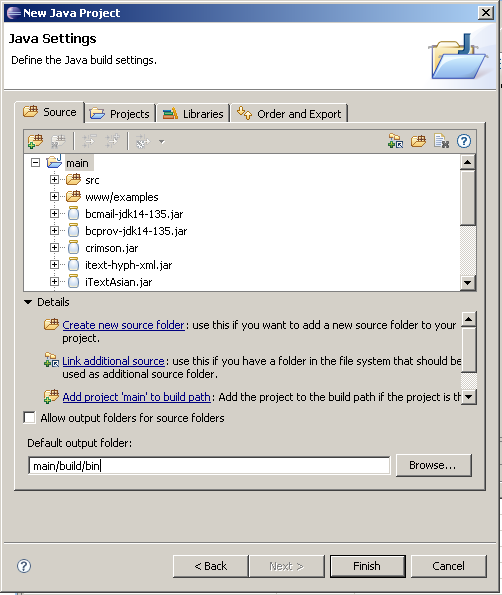 New Java Project
Java Settings
Define the Java build settings.
Source Projects Libraries Order and Export
main
src
www/examples
bcmail-jdk14-135.jar
bcprov-jdk14-135.jar
crimson.jar
itext-hyph-xml.jar
iTextAsian.jar
Details
Create new source folder: use this if you want to add a new source folder to your
project.
Link additional source: use this if you have a folder in the file system that should be
used as additional source folder.
Add project 'main' to build path: Add the project to the build path if the project is th
Allow output folders for source folders
Default output folder:
main/build/bin
Browse...
< Back Next > Finish Cancel